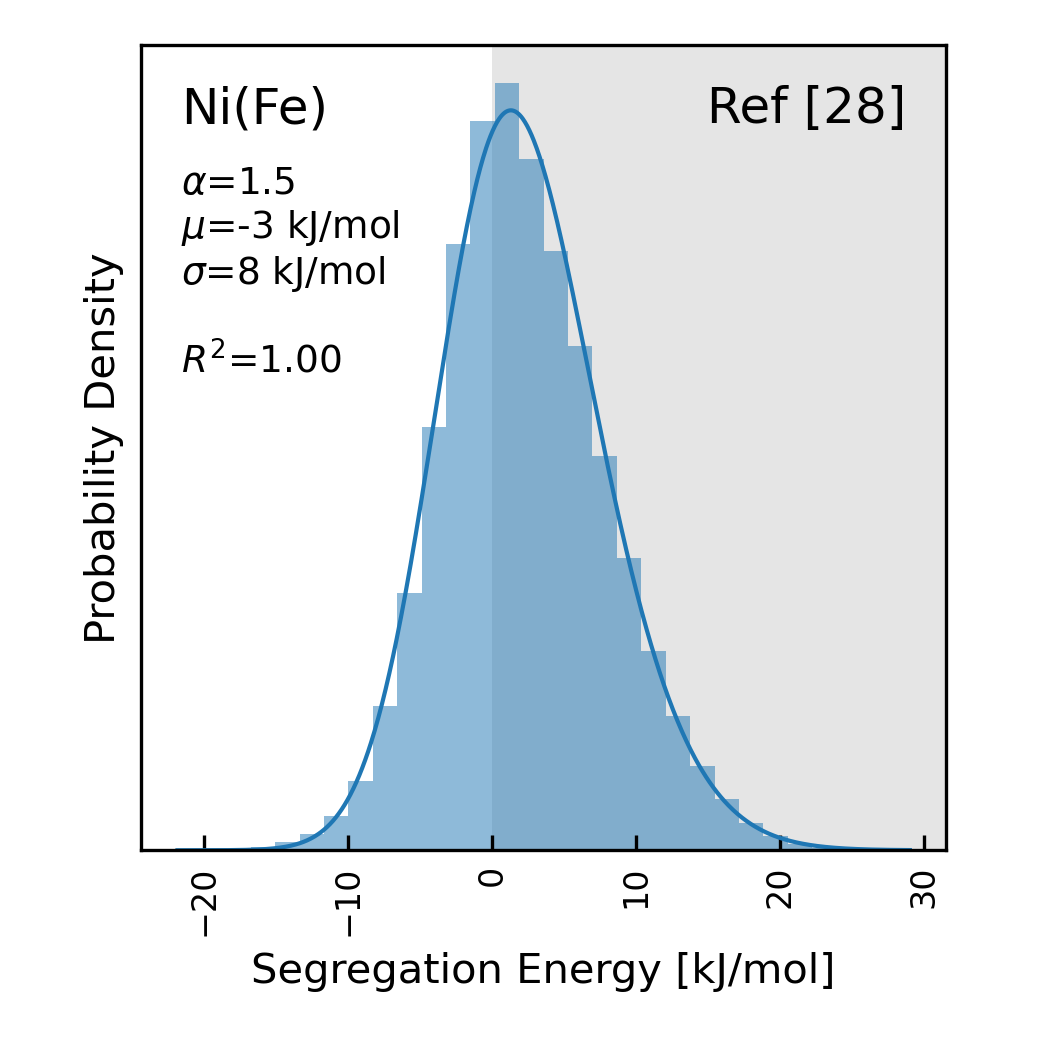 Ni(Fe)
Ref [28]
α=1.5
μ=-3 kJ/mol
σ=8 kJ/mol
R²=1.00
Probability Density
−20
−10
0
10
20
30
Segregation Energy [kJ/mol]